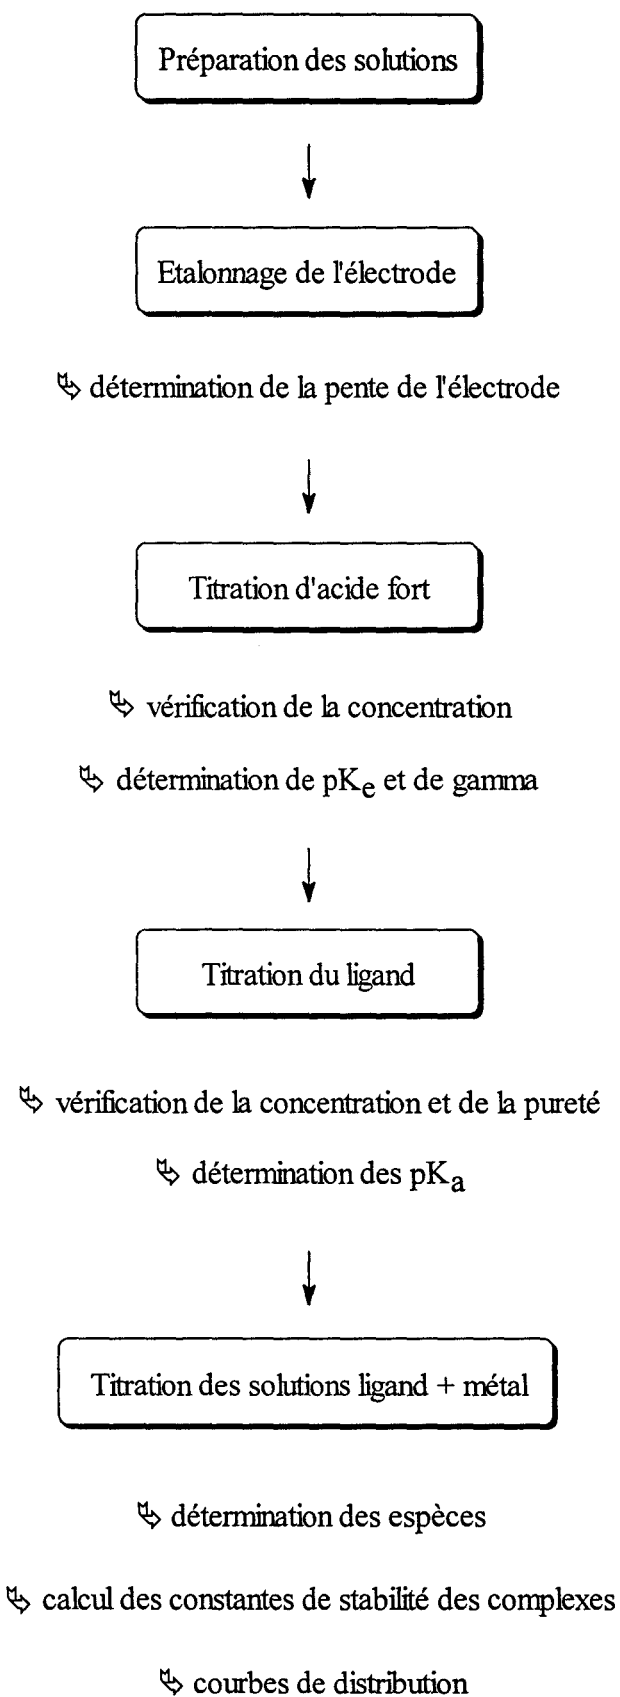 Préparation des solutions
Etalonnage de l'électrode
détermination de la pente de l'électrode
Titration d'acide fort
vérification de la concentration
détermination de pKe et de gamma
Titration du ligand
vérification de la concentration et de la pureté
détermination des pKa
Titration des solutions ligand + métal
détermination des espèces
calcul des constantes de stabilité des complexes
courbes de distribution